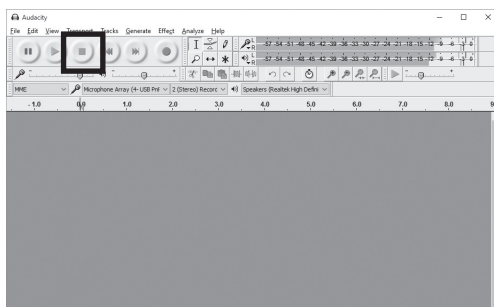 Audacity
File Edit View Transport Tracks Generate Effect Analyze Help
L R -57 -54 -51 -48 -45 -42 -39 -36 -33 -30 -27 -24 -21 -18 -15 -12 -9 -6 -3 0
L R -57 -54 -51 -48 -45 -42 -39 -36 -33 -30 -27 -24 -21 -18 -15 -12 -9 -6 -3 0
MME Microphone Array (4- USB PnI 2 (Stereo) Recorc Speakers (Realtek High Defini
- 1.0 0.0 1.0 2.0 3.0 4.0 5.0 6.0 7.0 8.0 9